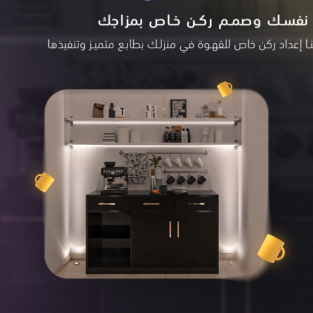 نفسك وصمم ركن خاص بمزاجك
نا إعداد ركن خاص للقهوة في منزلك بطابع متميز وتنفيذها